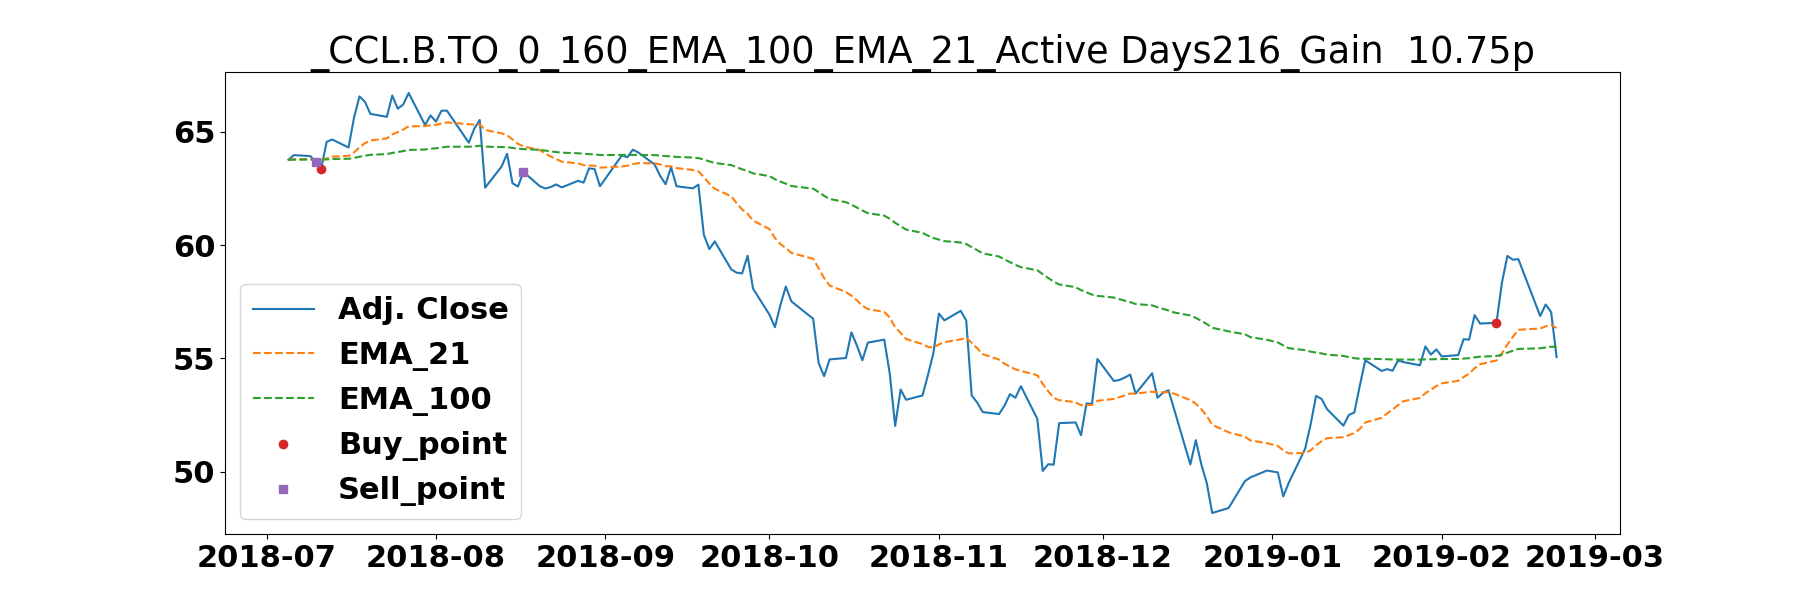 _CCL.B.TO_0_160_EMA_100_EMA_21_Active Days216_Gain  10.75p
65
60
55
50
Adj. Close
EMA_21
EMA_100
Buy_point
Sell_point
2018-07 2018-08 2018-09 2018-10 2018-11 2018-12 2019-01 2019-02 2019-03